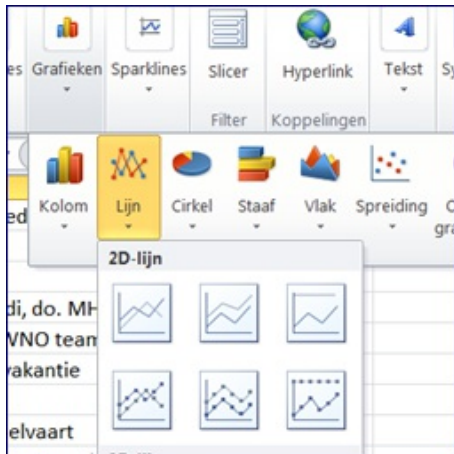 es Grafieken Sparklines Slicer Hyperlink Tekst Sy
Filter Koppelingen
Kolom Lijn Cirkel Staaf Vlak Spreiding
gra
ed
2D-lijn
di, do. MH
WNO team
vakantie
elvaart